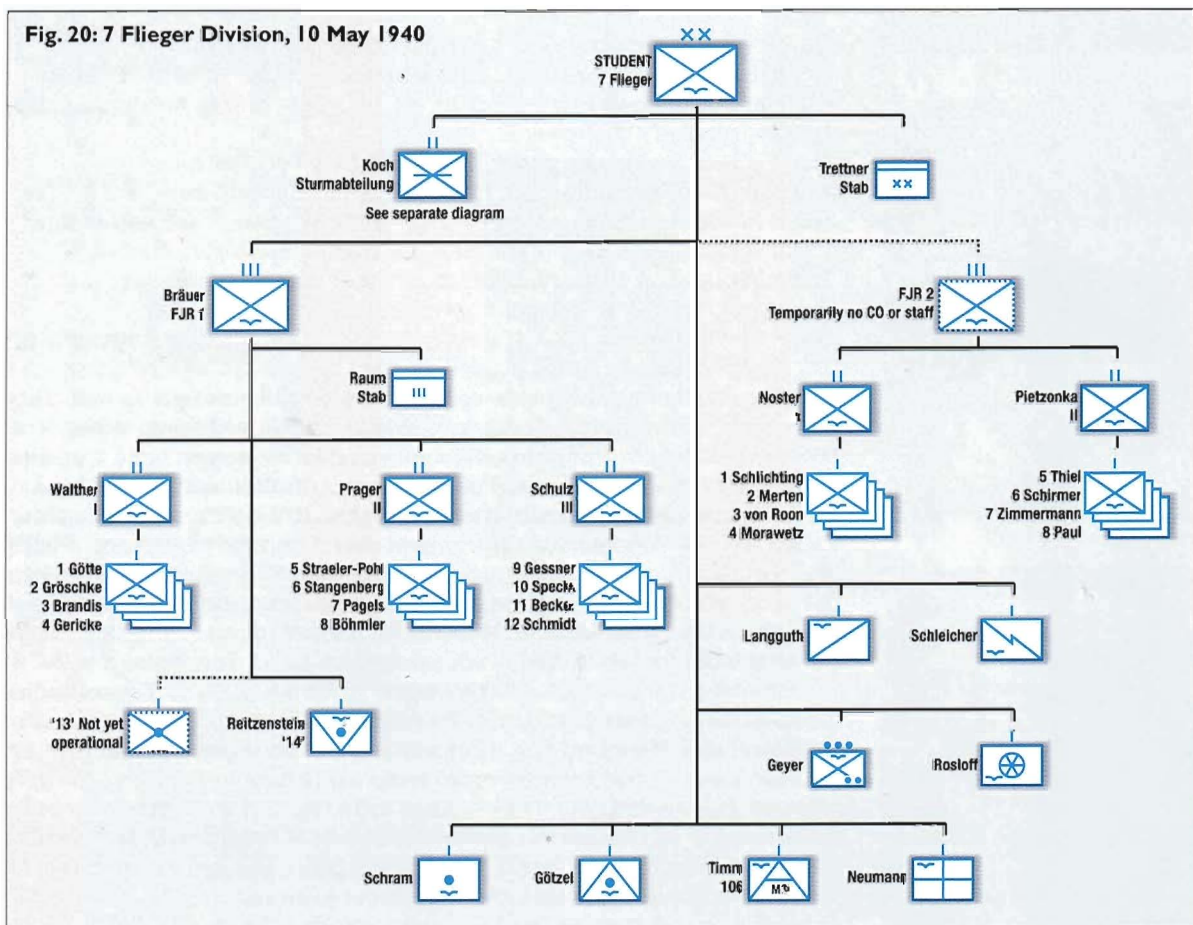 Fig. 20: 7 Flieger Division, 10 May 1940
STUDENT
7 Flieger
Koch
Sturmabteilung
See separate diagram
Trettner
Stab
Bräuer
FJR 1
FJR 2
Temporarily no CO or staff
Raum
Stab
Noster
I
Pietzonka
II
Walther
I
Prager
II
Schulz
III
1 Schlichting
2 Merten
3 von Roon
4 Morawetz
5 Thiel
6 Schirmer
7 Zimmermann
8 Paul
1 Götte
2 Gröschke
3 Brandis
4 Gericke
5 Straeler-Pohl
6 Stangenberg
7 Pagels
8 Böhmler
9 Gessner
10 Specht
11 Becker
12 Schmidt
Langguth
Schleicher
'13' Not yet
operational
Reitzenstein
'14'
Geyer
Rosloff
Schram
Götzel
Timm
106
Neumann